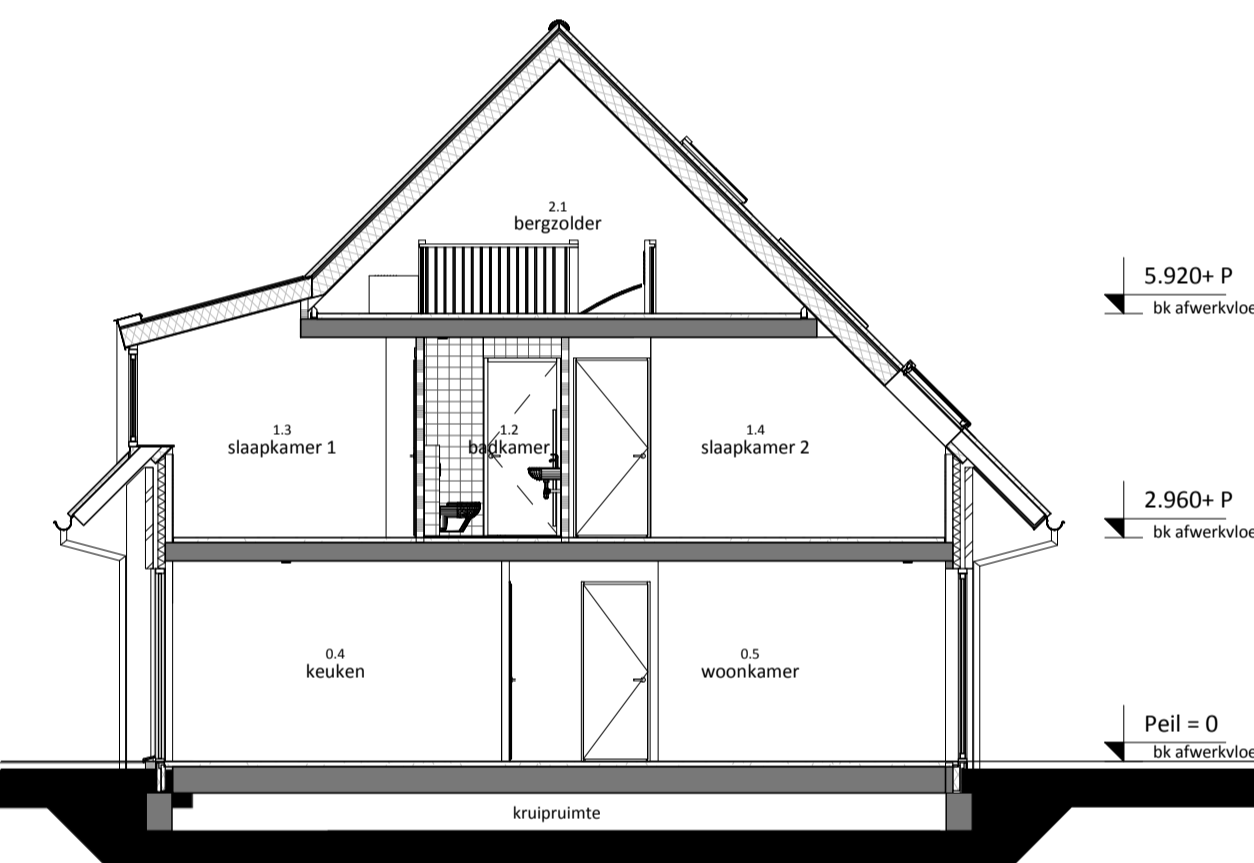 2.1
bergzolder
5.920+ P
bk afwerkvloe
1.3
slaapkamer 1
1.2
badkamer
1.4
slaapkamer 2
2.960+ P
bk afwerkvloe
0.4
keuken
0.5
woonkamer
Peil = 0
bk afwerkvloe
kruipruimte